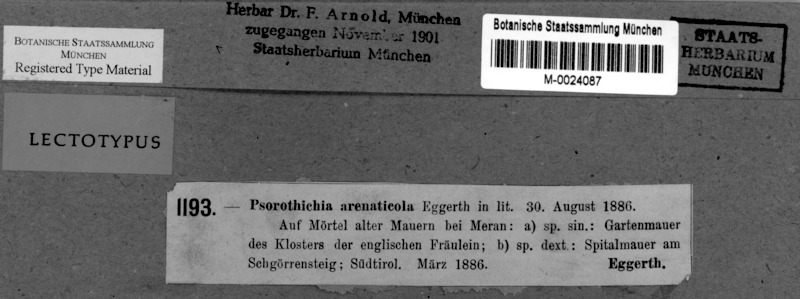 Herbar Dr. F. Arnold, München
zugegangen November 1901
Staatsherbarium München
BOTANISCHE STAATSSAMMLUNG
MÜNCHEN
Registered Type Material
Botanische Staatssammlung München
M-0024087
STAATS-
HERBARIUM
MÜNCHEN
LECTOTYPUS
1193. — Psorothichia arenaticola Eggerth in lit. 30. August 1886.
Auf Mörtel alter Mauern bei Meran: a) sp. sin.: Gartenmauer
des Klosters der englischen Fräulein; b) sp. dext.: Spitalmauer am
Schgörrensteig; Südtirol. März 1886. Eggerth.